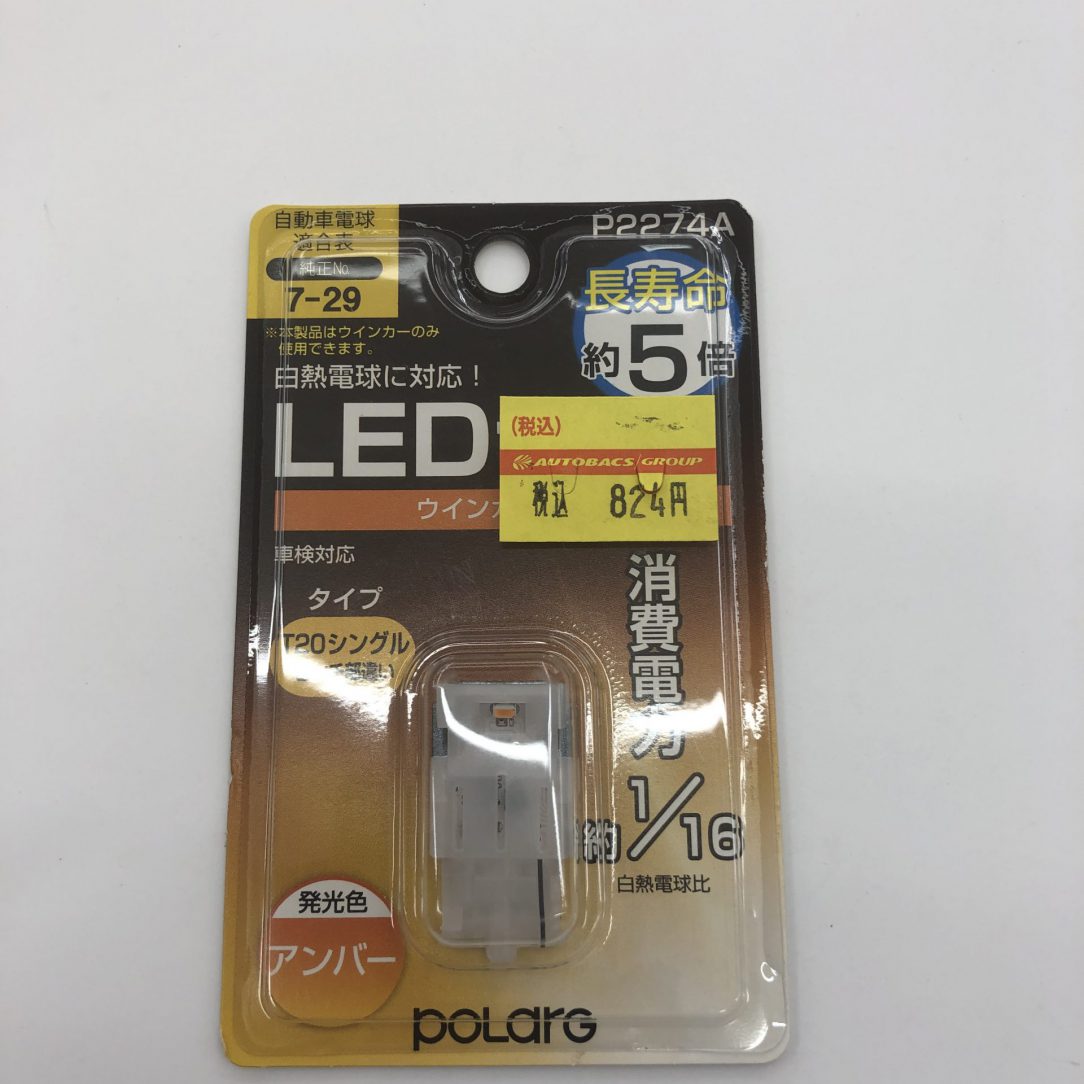 自動車電球
適合表
純正No.
7-29
※本製品はウインカーのみ
使用できます。
P2274A
長寿命
約5倍
白熱電球に対応！
LED
ウインカ
(税込)
AUTOBACS GROUP
税込 824円
車検対応
タイプ
T20シングル
消費電力
約1/16
白熱電球比
発光色
アンバー
POLARG